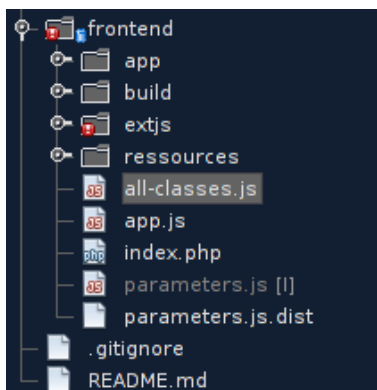 frontend
app
build
extjs
ressources
all-classes.js
app.js
index.php
parameters.js [I]
parameters.js.dist
.gitignore
README.md